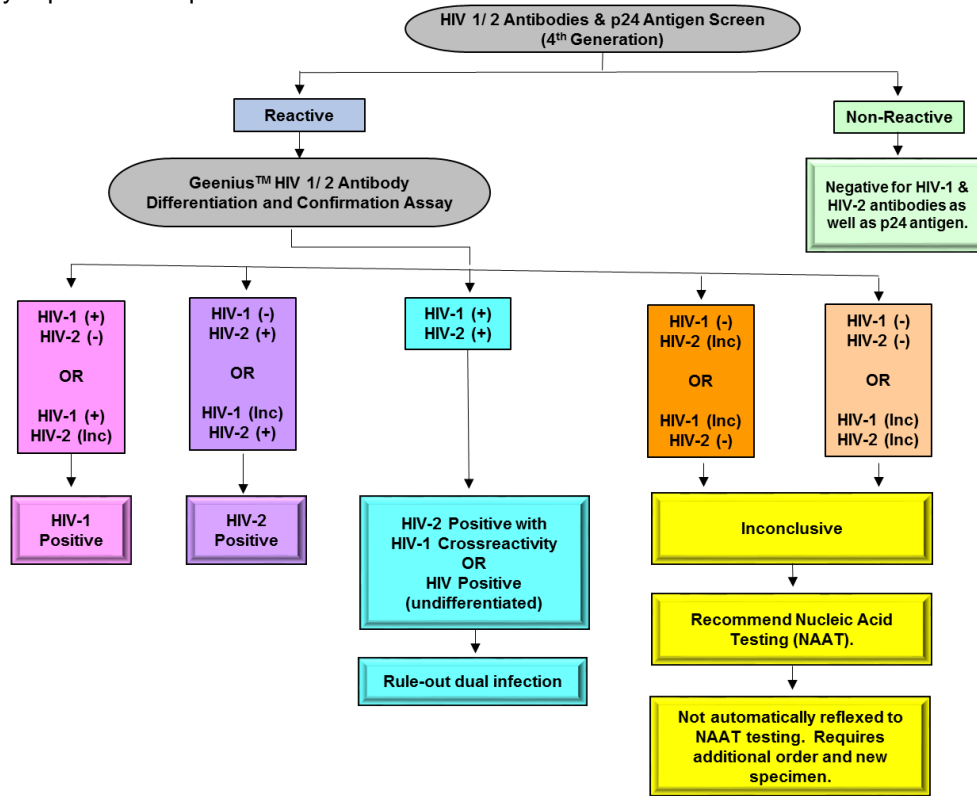 HIV 1/ 2 Antibodies & p24 Antigen Screen
(4th Generation)
Reactive
Non-Reactive
Geenius™ HIV 1/ 2 Antibody
Differentiation and Confirmation Assay
Negative for HIV-1 &
HIV-2 antibodies as
well as p24 antigen.
HIV-1 (+)
HIV-2 (-)
OR
HIV-1 (+)
HIV-2 (Inc)
HIV-1 (-)
HIV-2 (+)
OR
HIV-1 (Inc)
HIV-2 (+)
HIV-1 (+)
HIV-2 (+)
HIV-1 (-)
HIV-2 (Inc)
OR
HIV-1 (Inc)
HIV-2 (-)
HIV-1 (-)
HIV-2 (-)
OR
HIV-1 (Inc)
HIV-2 (Inc)
HIV-1
Positive
HIV-2
Positive
HIV-2 Positive with
HIV-1 Crossreactivity
OR
HIV Positive
(undifferentiated)
Rule-out dual infection
Inconclusive
Recommend Nucleic Acid
Testing (NAAT).
Not automatically reflexed to
NAAT testing. Requires
additional order and new
specimen.